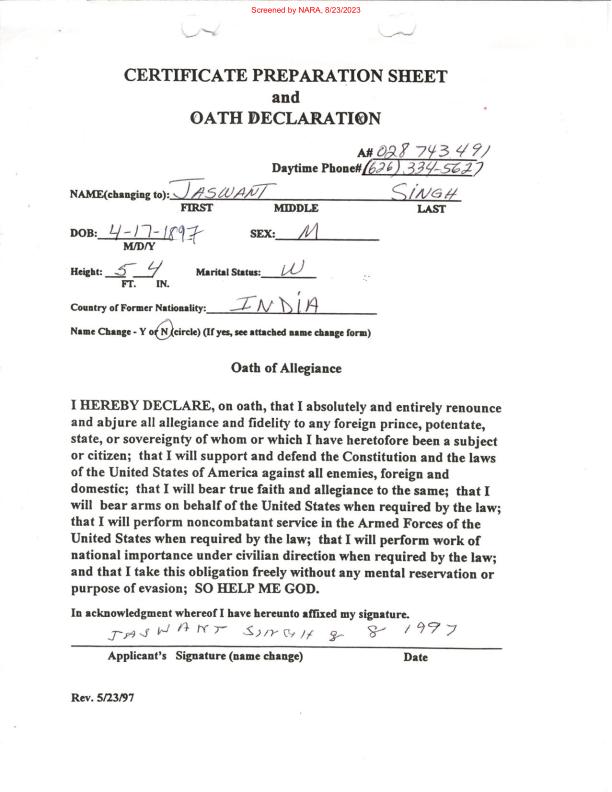 Screened by NARA, 8/23/2023
CERTIFICATE PREPARATION SHEET
and
OATH DECLARATION
A# 028 743 491
Daytime Phone# (626) 334-5627
NAME(changing to): JASWANT SINGH
FIRST MIDDLE LAST
DOB: 4-17-1897 SEX: M
M/D/Y
Height: 5 4 Marital Status: W
FT. IN.
Country of Former Nationality: INDIA
Name Change - Y or N (circle) (If yes, see attached name change form)
Oath of Allegiance
I HEREBY DECLARE, on oath, that I absolutely and entirely renounce
and abjure all allegiance and fidelity to any foreign prince, potentate,
state, or sovereignty of whom or which I have heretofore been a subject
or citizen; that I will support and defend the Constitution and the laws
of the United States of America against all enemies, foreign and
domestic; that I will bear true faith and allegiance to the same; that I
will bear arms on behalf of the United States when required by the law;
that I will perform noncombatant service in the Armed Forces of the
United States when required by the law; that I will perform work of
national importance under civilian direction when required by the law;
and that I take this obligation freely without any mental reservation or
purpose of evasion; SO HELP ME GOD.
In acknowledgment whereof I have hereunto affixed my signature.
JASWANT SINGH 8 8 1997
Applicant's Signature (name change) Date
Rev. 5/23/97